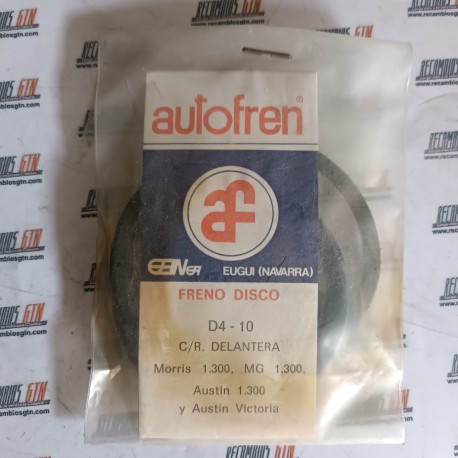 autofren®
af
EUGUI (NAVARRA)
FRENO DISCO
D4 - 10
C/R. DELANTERA
Morris 1.300, MG 1.300,
Austin 1.300
y Austin Victoria
RECAMBIOS GTN
www.recambiosgtn.com